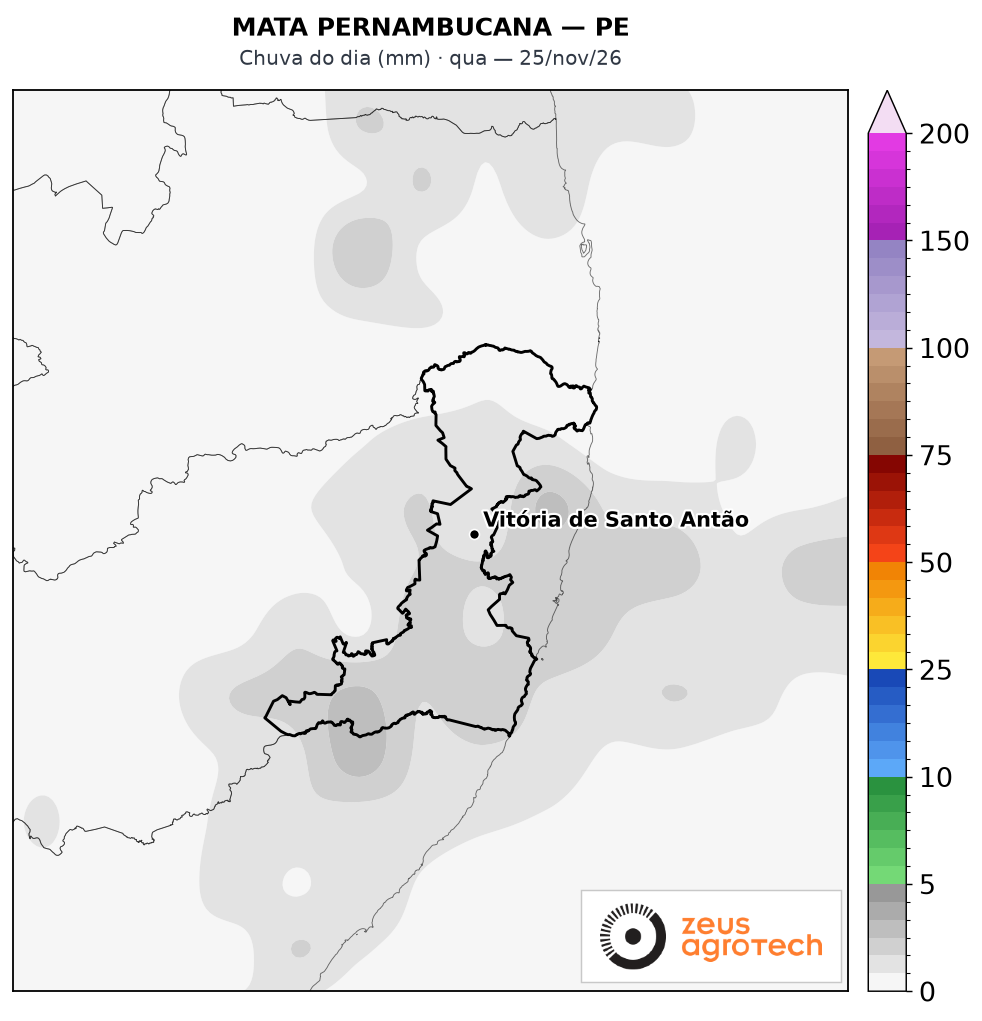 MATA PERNAMBUCANA — PE
Chuva do dia (mm) · qua — 25/nov/26
200
150
100
75
50
25
10
5
0
Vitória de Santo Antão
zeus
agrotech